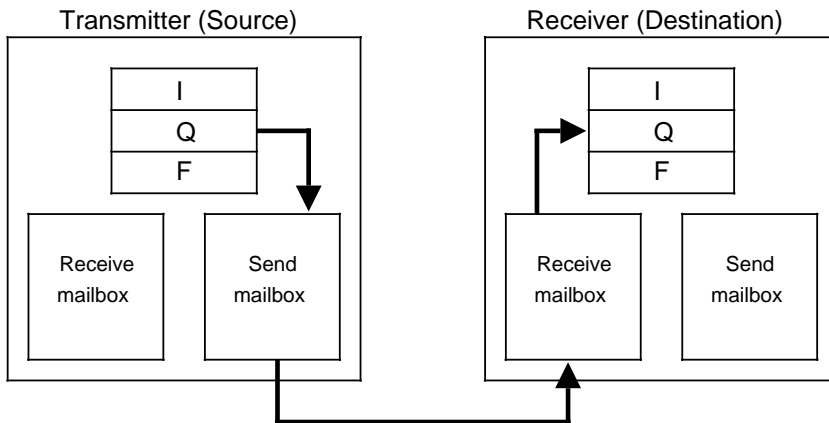 Transmitter (Source)
I
Q
F
Receive
mailbox
Send
mailbox
Receiver (Destination)
I
Q
F
Receive
mailbox
Send
mailbox